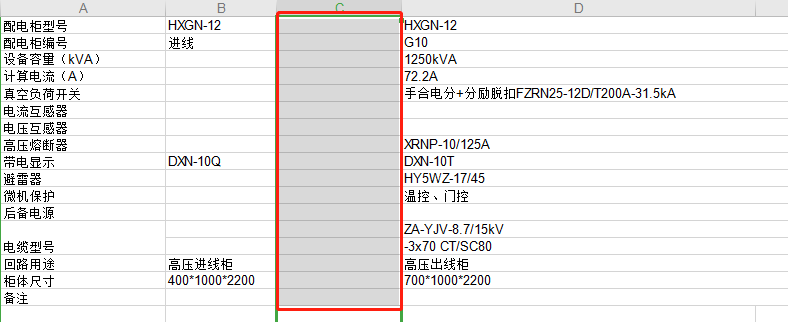 A B C D
配电柜型号 HXGN-12 HXGN-12
配电柜编号 进线 G10
设备容量（kVA） 1250kVA
计算电流（A） 72.2A
真空负荷开关 手合电分+分励脱扣FZRN25-12D/T200A-31.5kA
电流互感器
电压互感器
高压熔断器 XRNP-10/125A
带电显示 DXN-10Q DXN-10T
避雷器 HY5WZ-17/45
微机保护 温控、门控
后备电源
ZA-YJV-8.7/15kV
电缆型号 -3x70 CT/SC80
回路用途 高压进线柜 高压出线柜
柜体尺寸 400*1000*2200 700*1000*2200
备注